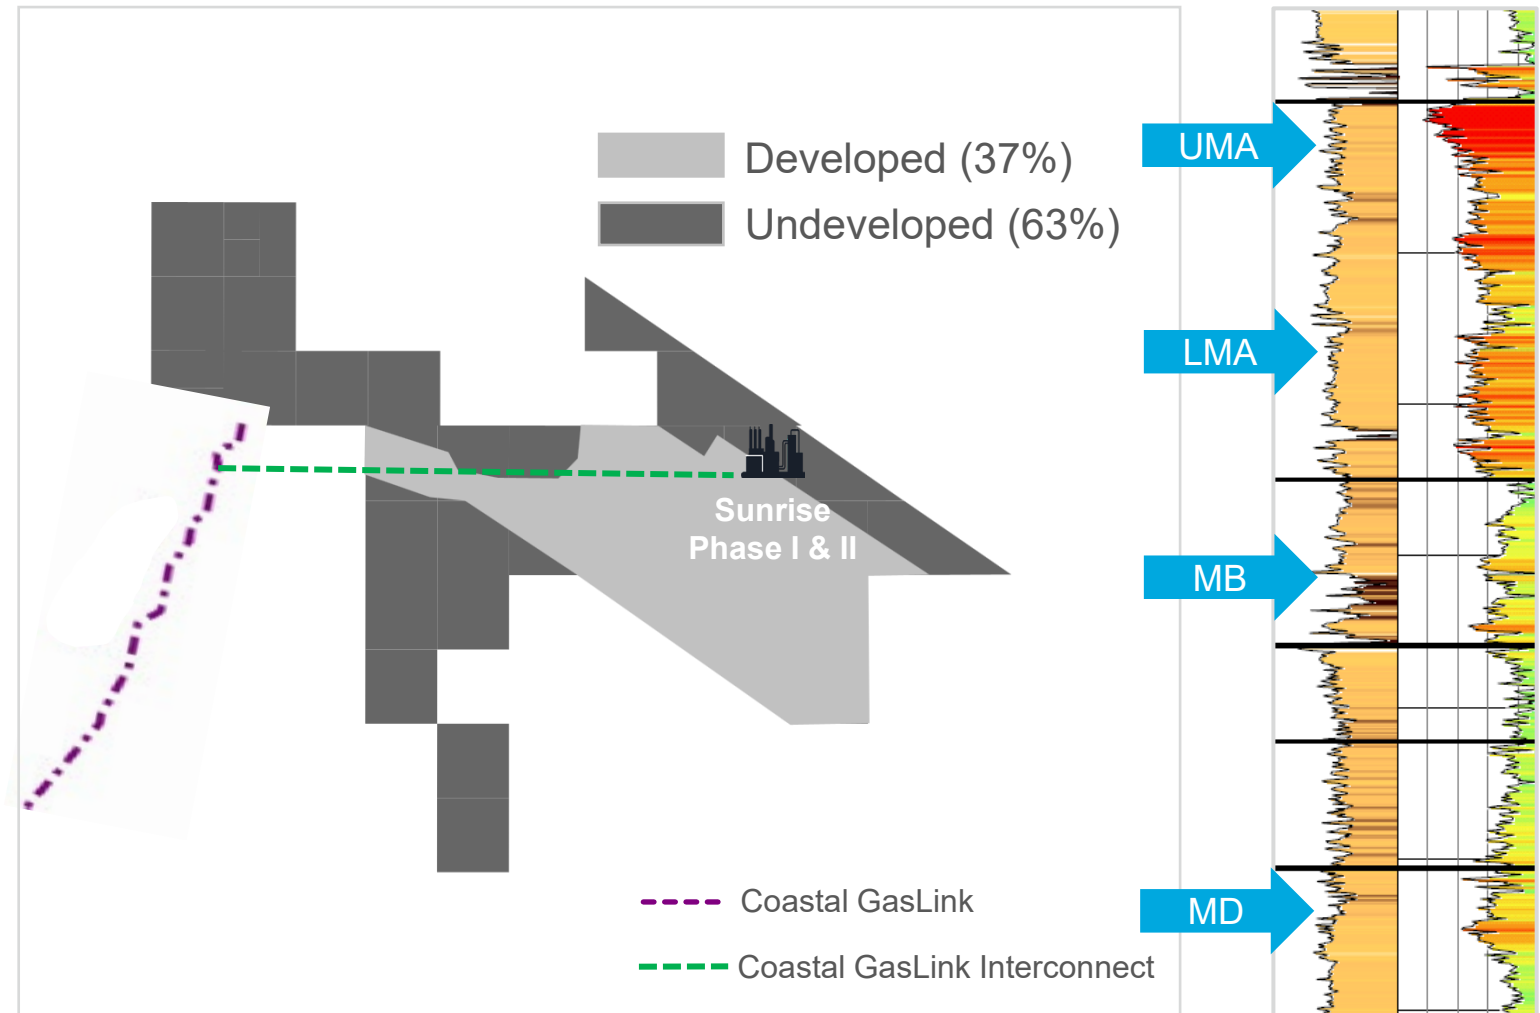 Developed (37%)
Undeveloped (63%)
Sunrise
Phase I & II
Coastal GasLink
Coastal GasLink Interconnect
UMA
LMA
MB
MD